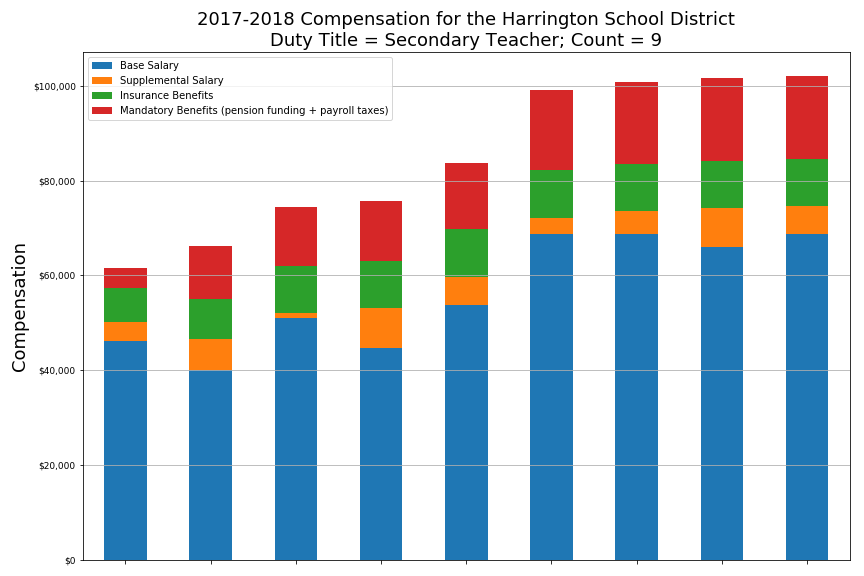 2017-2018 Compensation for the Harrington School District
Duty Title = Secondary Teacher; Count = 9
Base Salary
Supplemental Salary
Insurance Benefits
Mandatory Benefits (pension funding + payroll taxes)
$100,000
$80,000
$60,000
$40,000
$20,000
$0
Compensation